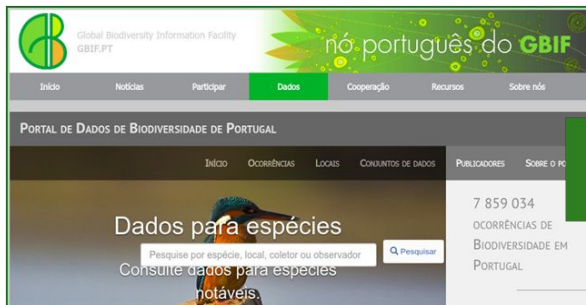 Global Biodiversity Information Facility
GBIF.PT
nó português do GBIF
Início Notícias Participar Dados Cooperação Recursos Sobre nós
Portal de Dados de Biodiversidade de Portugal
Início Ocorrências Locais Conjuntos de dados Publicadores Sobre o po
Dados para espécies
Pesquise por espécie, local, coletor ou observador Pesquisar
Consulte dados para espécies
notáveis.
7 859 034
ocorrências de
Biodiversidade em
Portugal